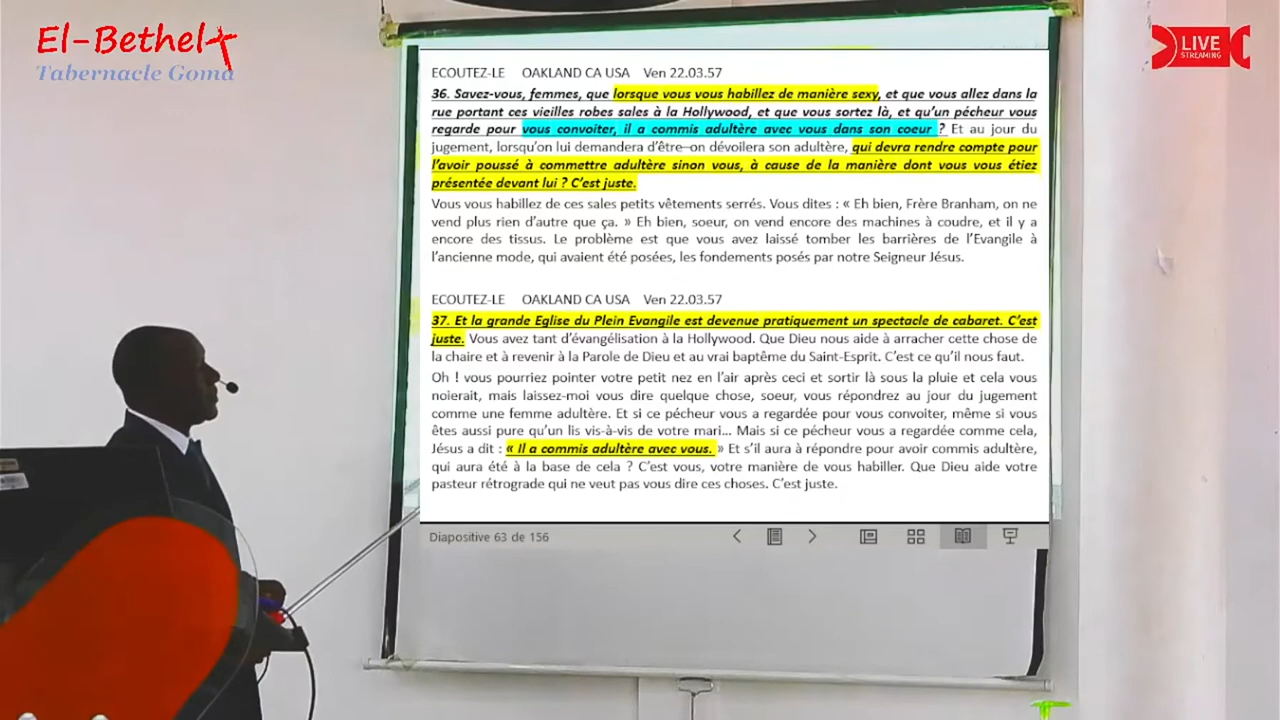 El-Bethel
Tabernacle Goma
LIVE
STREAMING
ECOUTEZ-LE OAKLAND CA USA Ven 22.03.57
36. Savez-vous, femmes, que lorsque vous vous habillez de manière sexy, et que vous allez dans la
rue portant ces vieilles robes sales à la Hollywood, et que vous sortez là, et qu'un pécheur vous
regarde pour vous convoiter, il a commis adultère avec vous dans son coeur ? Et au jour du
jugement, lorsqu'on lui demandera d'être—on dévoilera son adultère, qui devra rendre compte pour
l'avoir poussé à commettre adultère sinon vous, à cause de la manière dont vous vous étiez
présentée devant lui ? C'est juste.
Vous vous habillez de ces sales petits vêtements serrés. Vous dites : « Eh bien, Frère Branham, on ne
vend plus rien d'autre que ça. » Eh bien, soeur, on vend encore des machines à coudre, et il y a
encore des tissus. Le problème est que vous avez laissé tomber les barrières de l'Evangile à
l'ancienne mode, qui avaient été posées, les fondements posés par notre Seigneur Jésus.
ECOUTEZ-LE OAKLAND CA USA Ven 22.03.57
37. Et la grande Eglise du Plein Evangile est devenue pratiquement un spectacle de cabaret. C'est
juste. Vous avez tant d'évangélisation à la Hollywood. Que Dieu nous aide à arracher cette chose de
la chaire et à revenir à la Parole de Dieu et au vrai baptême du Saint-Esprit. C'est ce qu'il nous faut.
Oh ! vous pourriez pointer votre petit nez en l'air après ceci et sortir là sous la pluie et cela vous
noierait, mais laissez-moi vous dire quelque chose, soeur, vous répondrez au jour du jugement
comme une femme adultère. Et si ce pécheur vous a regardée pour vous convoiter, même si vous
êtes aussi pure qu'un lis vis-à-vis de votre mari... Mais si ce pécheur vous a regardée comme cela,
Jésus a dit : « Il a commis adultère avec vous. » Et s'il aura à répondre pour avoir commis adultère,
qui aura été à la base de cela ? C'est vous, votre manière de vous habiller. Que Dieu aide votre
pasteur rétrograde qui ne veut pas vous dire ces choses. C'est juste.
Diapositive 63 de 156